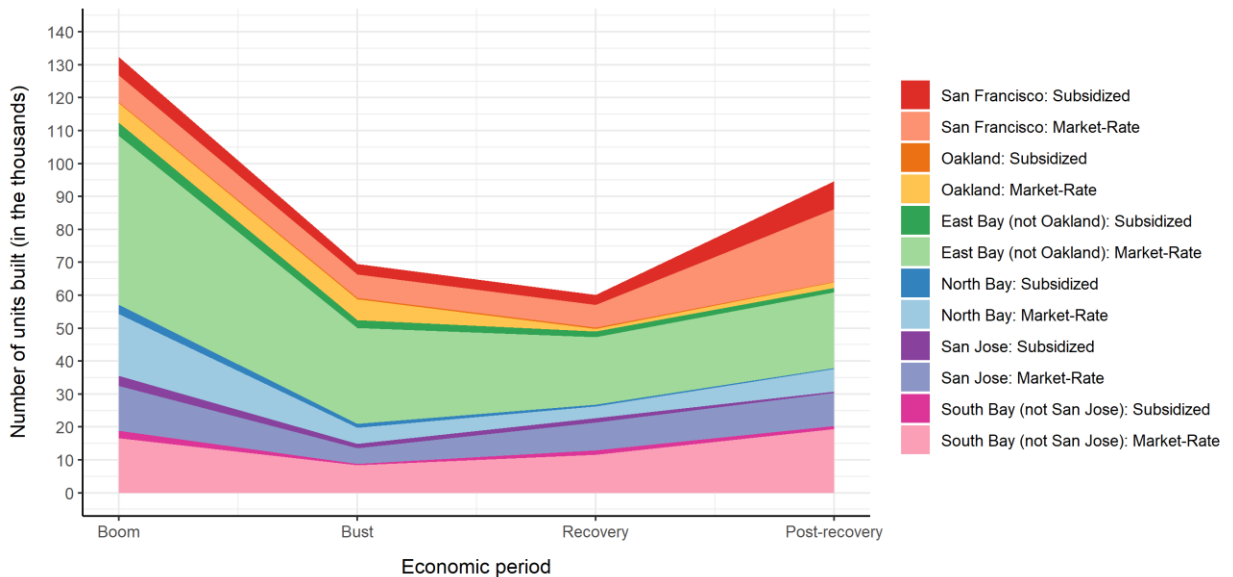 Number of units built (in the thousands)
140
130
120
110
100
90
80
70
60
50
40
30
20
10
0
Boom
Bust
Recovery
Post-recovery
Economic period
San Francisco: Subsidized
San Francisco: Market-Rate
Oakland: Subsidized
Oakland: Market-Rate
East Bay (not Oakland): Subsidized
East Bay (not Oakland): Market-Rate
North Bay: Subsidized
North Bay: Market-Rate
San Jose: Subsidized
San Jose: Market-Rate
South Bay (not San Jose): Subsidized
South Bay (not San Jose): Market-Rate